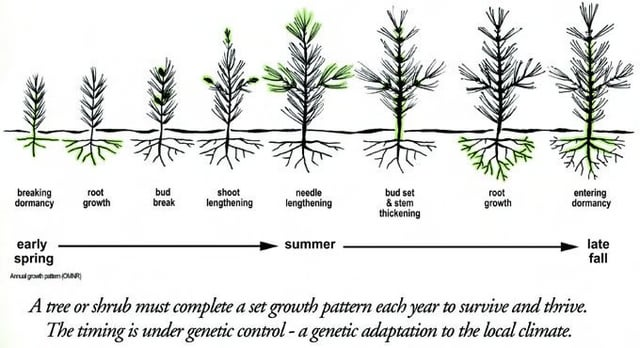 breaking
dormancy
root
growth
bud
break
shoot
lengthening
needle
lengthening
bud set
& stem
thickening
root
growth
entering
dormancy
early
spring
summer
late
fall
Annual growth pattern (OMNR)
A tree or shrub must complete a set growth pattern each year to survive and thrive.
The timing is under genetic control - a genetic adaptation to the local climate.